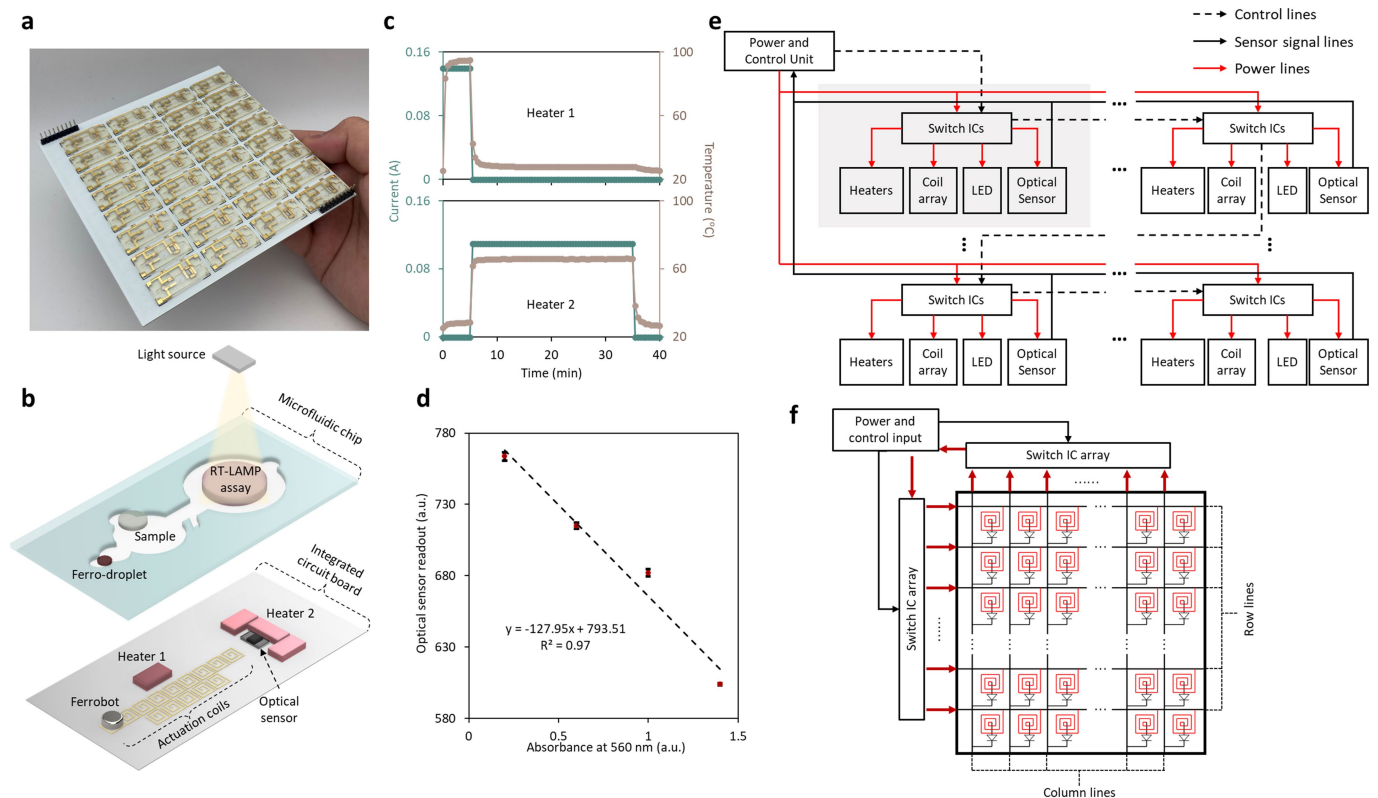 a
c
0.16
0.08
0
0.16
0.08
0
100
60
20
100
60
20
Current (A)
Temperature (°C)
Heater 1
Heater 2
0
10
20
30
40
Time (min)
b
Light source
Microfluidic chip
RT-LAMP
assay
Sample
Ferro-droplet
Integrated
circuit board
Heater 2
Heater 1
Ferrobot
Actuation coils
Optical
sensor
d
780
730
680
630
580
Optical sensor readout (a.u.)
y = -127.95x + 793.51
R² = 0.97
0
0.5
1
1.5
Absorbance at 560 nm (a.u.)
e
Control lines
Sensor signal lines
Power lines
Power and
Control Unit
...
Switch ICs
Switch ICs
Heaters
Coil
array
LED
Optical
Sensor
...
Heaters
Coil
array
LED
Optical
Sensor
...
Switch ICs
Switch ICs
Heaters
Coil
array
LED
Optical
Sensor
...
Heaters
Coil
array
LED
Optical
Sensor
f
Power and
control input
Switch IC array
......
Switch IC array
Row lines
Column lines